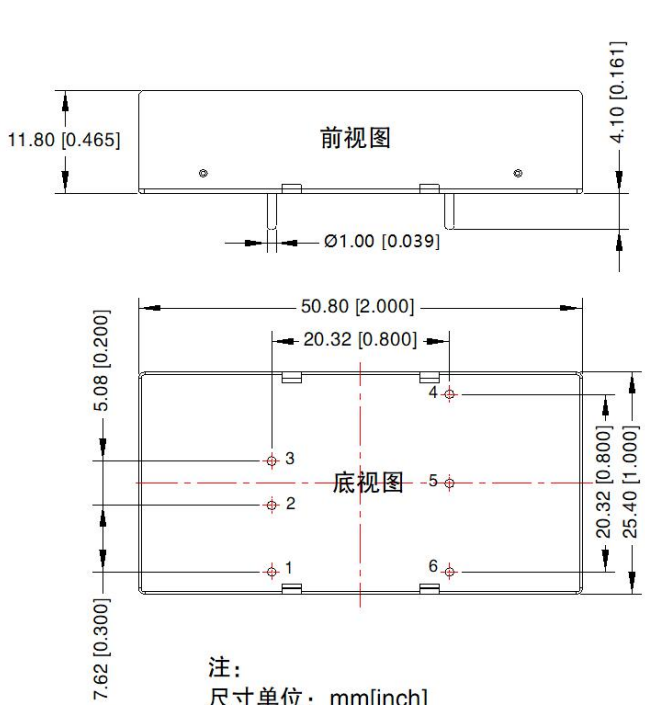 4.10 [0.161]
11.80 [0.465]
前视图
Ø1.00 [0.039]
50.80 [2.000]
20.32 [0.800]
5.08 [0.200]
4
3
底视图
5
2
20.32 [0.800]
25.40 [1.000]
1
6
7.62 [0.300]
注：
尺寸单位：mm[inch]